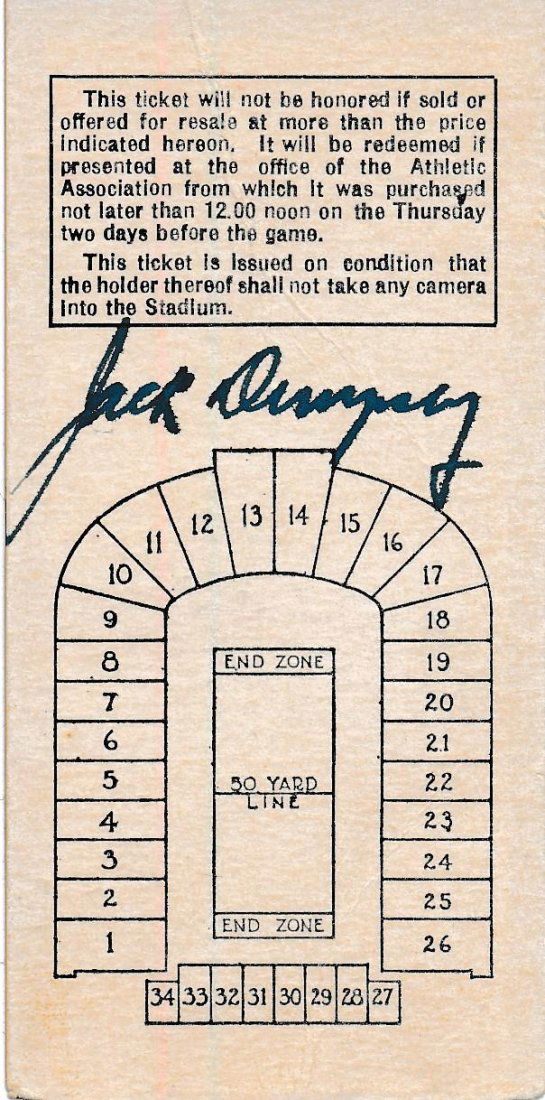 This ticket will not be honored if sold or
offered for resale at more than the price
indicated hereon. It will be redeemed if
presented at the office of the Athletic
Association from which it was purchased
not later than 12.00 noon on the Thursday
two days before the game.
This ticket is issued on condition that
the holder thereof shall not take any camera
into the Stadium.
Jack Dempsey
13 14
12 15
11 16
10 17
9 18
8 END ZONE 19
7 20
6 21
5 50 YARD 22
LINE
4 23
3 24
2 25
END ZONE
1 26
34 33 32 31 30 29 28 27